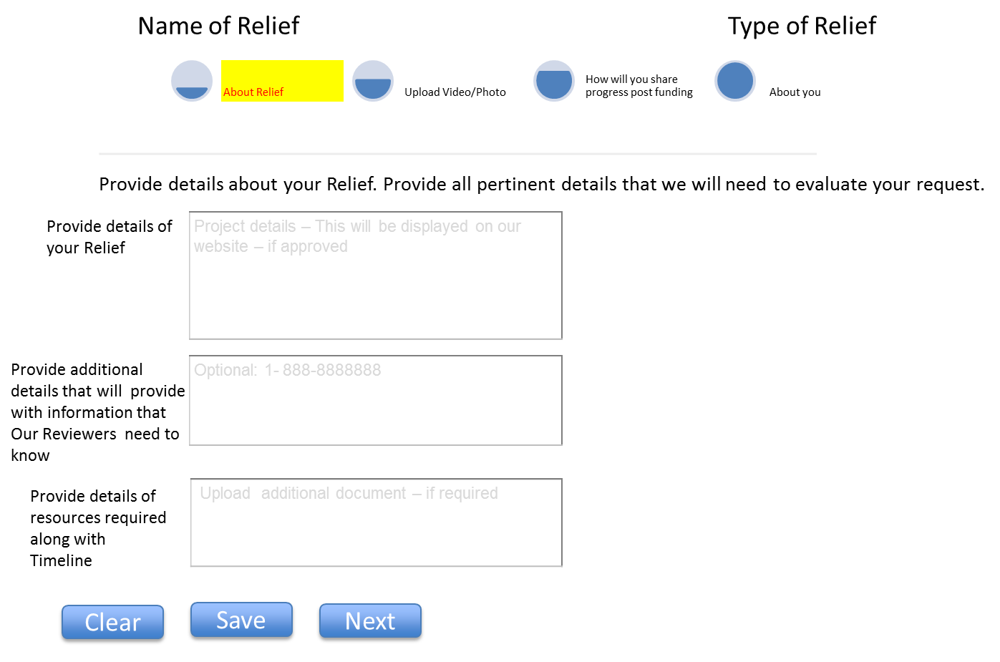 Name of Relief
Type of Relief
About Relief
Upload Video/Photo
How will you share
progress post funding
About you
Provide details about your Relief. Provide all pertinent details that we will need to evaluate your request.
Provide details of
your Relief
Project details – This will be displayed on our
website – if approved
Provide additional
details that will provide
with information that
Our Reviewers need to
know
Optional: 1- 888-8888888
Provide details of
resources required
along with
Timeline
Upload additional document – if required
Clear
Save
Next